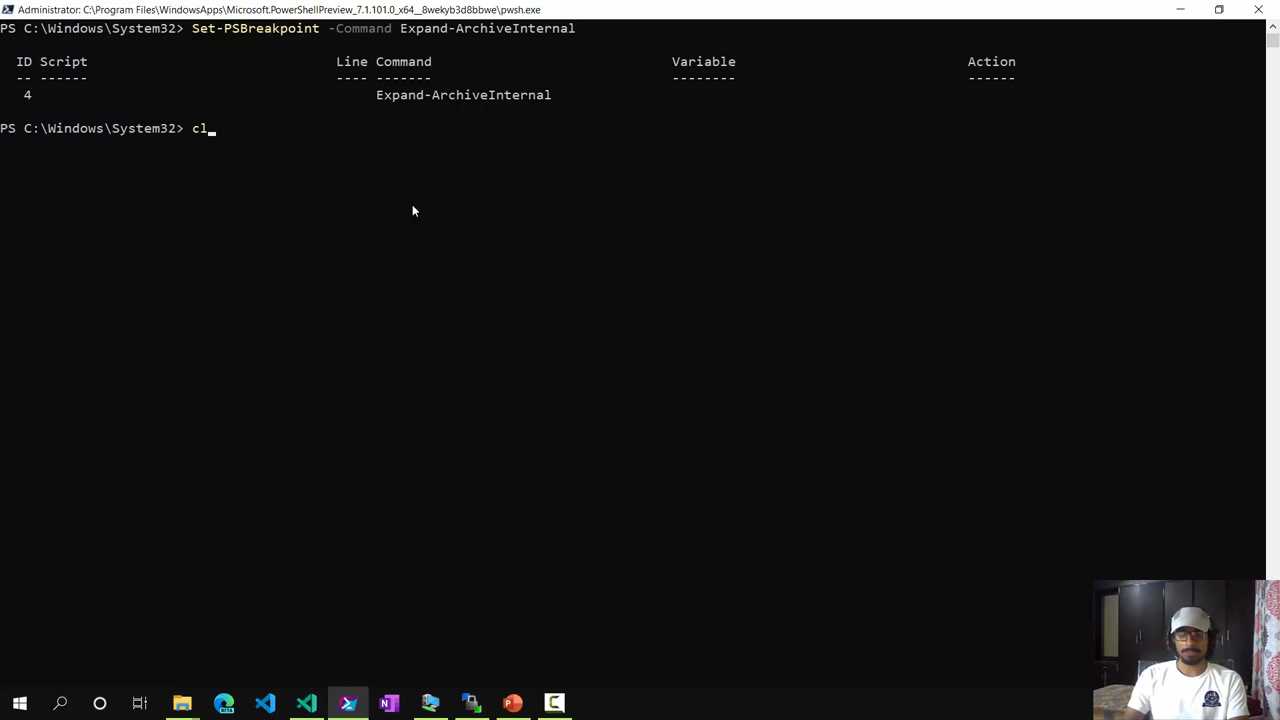 Administrator: C:\Program Files\WindowsApps\Microsoft.PowerShellPreview_7.1.101.0_x64__8wekyb3d8bbwe\pwsh.exe
PS C:\Windows\System32> Set-PSBreakpoint -Command Expand-ArchiveInternal
ID Script Line Command Variable Action
-- ------ ---- ------- -------- ------
4 Expand-ArchiveInternal
PS C:\Windows\System32> cl_